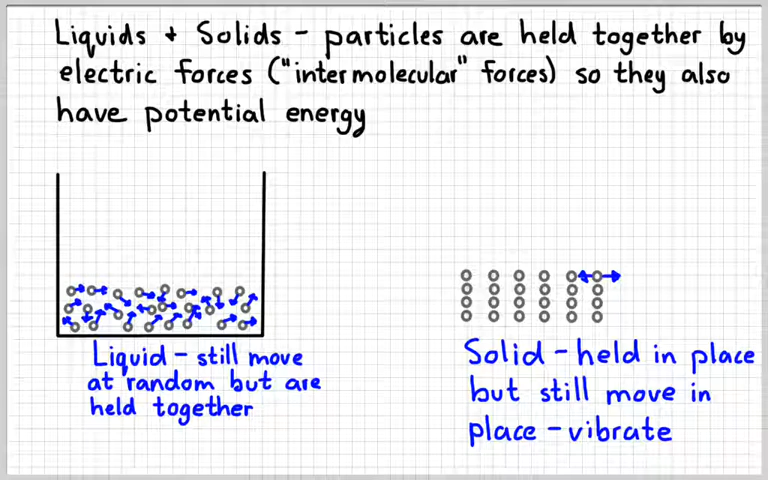 Liquids + Solids - particles are held together by
electric forces ("intermolecular" forces) so they also
have potential energy
Liquid - still move
at random but are
held together
Solid - held in place
but still move in
place - vibrate